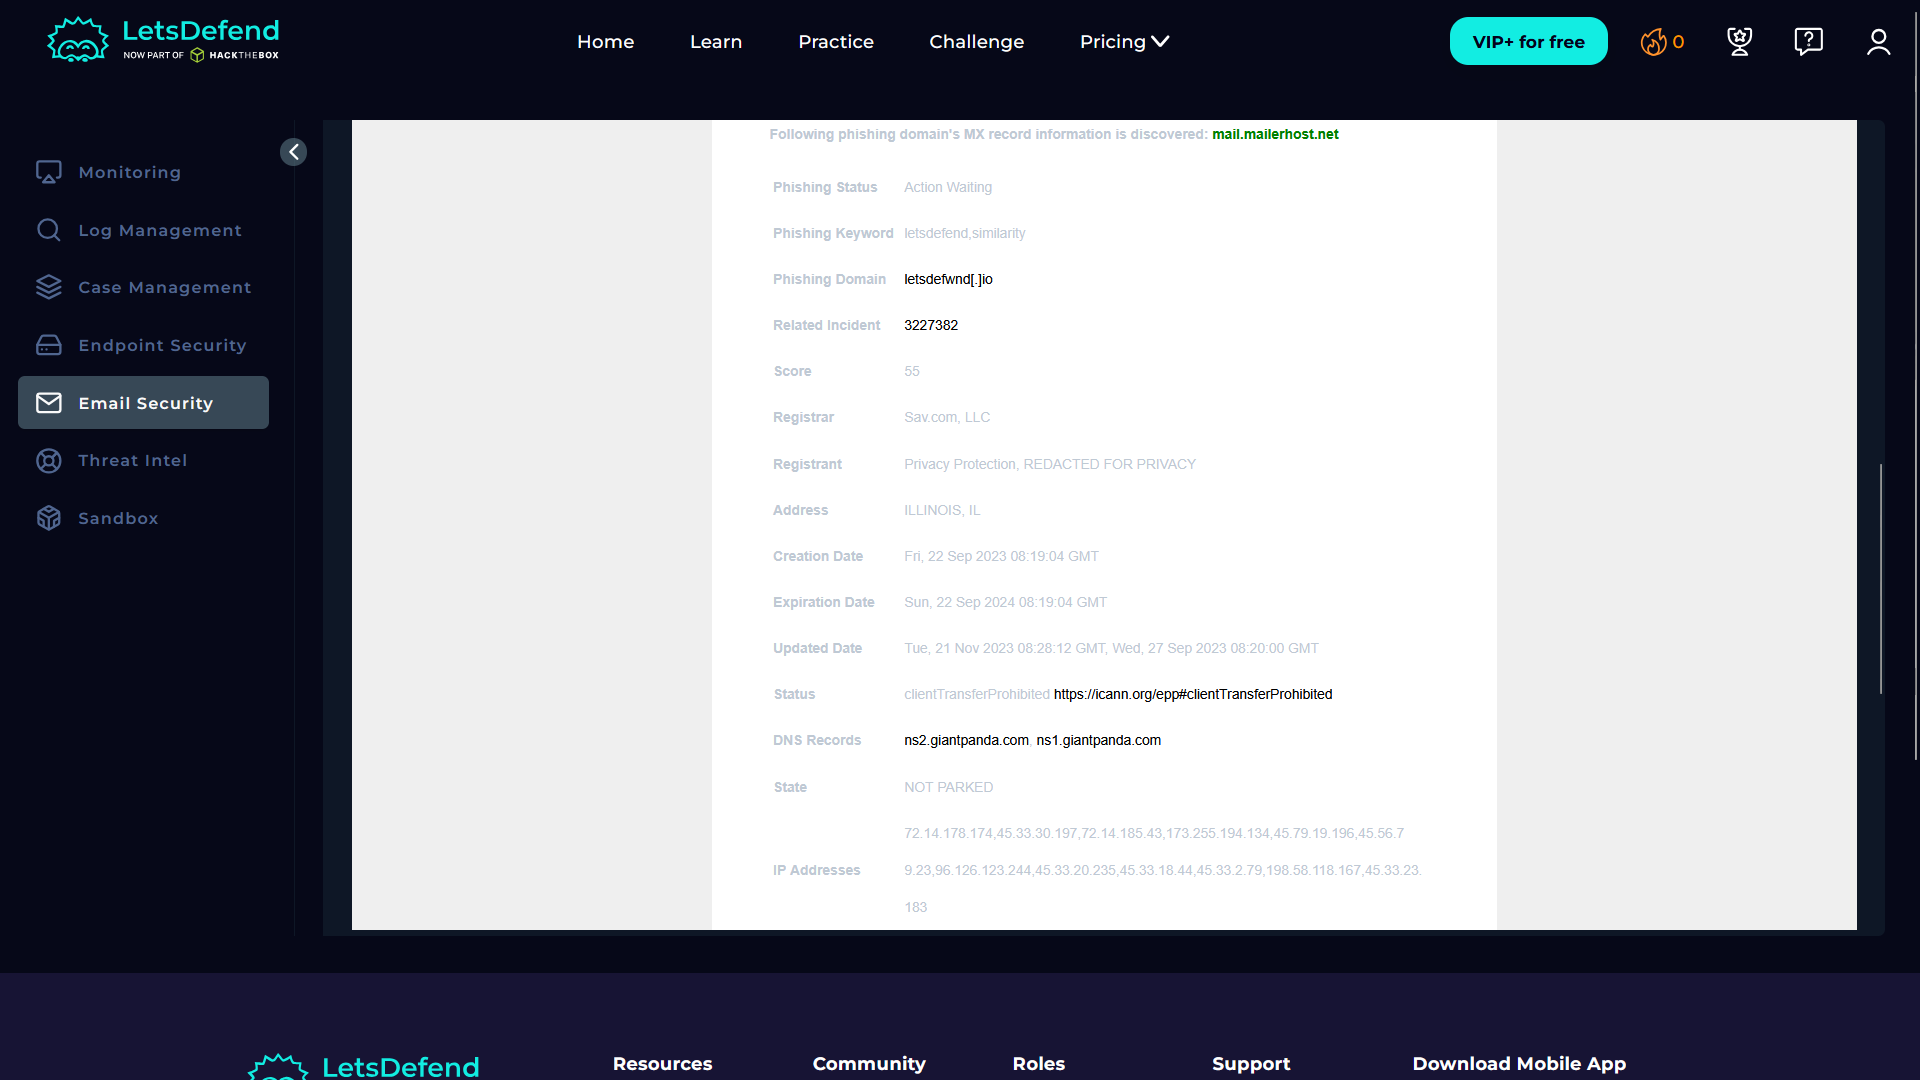 LetsDefend
NOW PART OF HACKTHEBOX
Home
Learn
Practice
Challenge
Pricing
VIP+ for free
0
Monitoring
Log Management
Case Management
Endpoint Security
Email Security
Threat Intel
Sandbox
Following phishing domain's MX record information is discovered: mail.mailerhost.net
Phishing Status Action Waiting
Phishing Keyword letsdefend,similarity
Phishing Domain letsdefwnd[.]io
Related Incident 3227382
Score 55
Registrar Sav.com, LLC
Registrant Privacy Protection, REDACTED FOR PRIVACY
Address ILLINOIS, IL
Creation Date Fri, 22 Sep 2023 08:19:04 GMT
Expiration Date Sun, 22 Sep 2024 08:19:04 GMT
Updated Date Tue, 21 Nov 2023 08:28:12 GMT, Wed, 27 Sep 2023 08:20:00 GMT
Status clientTransferProhibited https://icann.org/epp#clientTransferProhibited
DNS Records ns2.giantpanda.com, ns1.giantpanda.com
State NOT PARKED
72.14.178.174,45.33.30.197,72.14.185.43,173.255.194.134,45.79.19.196,45.56.7
IP Addresses 9.23,96.126.123.244,45.33.20.235,45.33.18.44,45.33.2.79,198.58.118.167,45.33.23.
183
LetsDefend
Resources
Community
Roles
Support
Download Mobile App